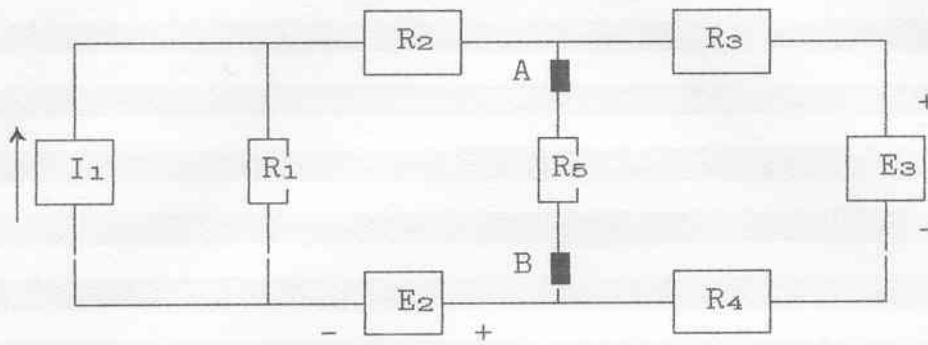 R2 R3
A
+
I1 R1 R5 E3
-
B
E2 R4
- +